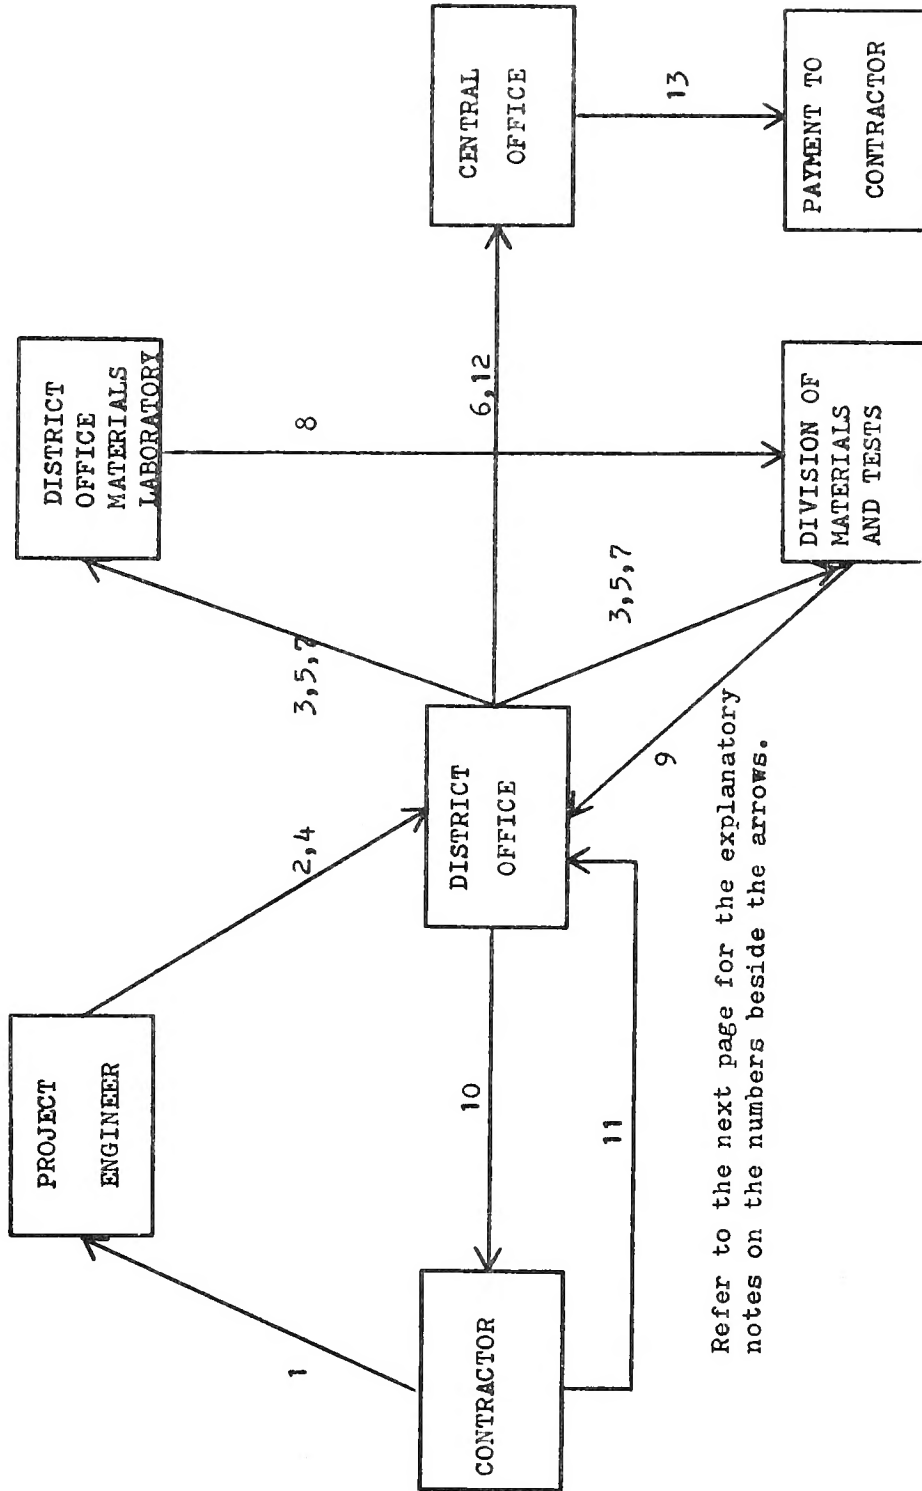 PROJECT
ENGINEER
DISTRICT
OFFICE
MATERIALS
LABORATORY
1
2,4
3,5,7
8
CONTRACTOR
10
DISTRICT
OFFICE
6,12
CENTRAL
OFFICE
11
9
3,5,7
13
DIVISION OF
MATERIALS
AND TESTS
PAYMENT TO
CONTRACTOR
Refer to the next page for the explanatory
notes on the numbers beside the arrows.